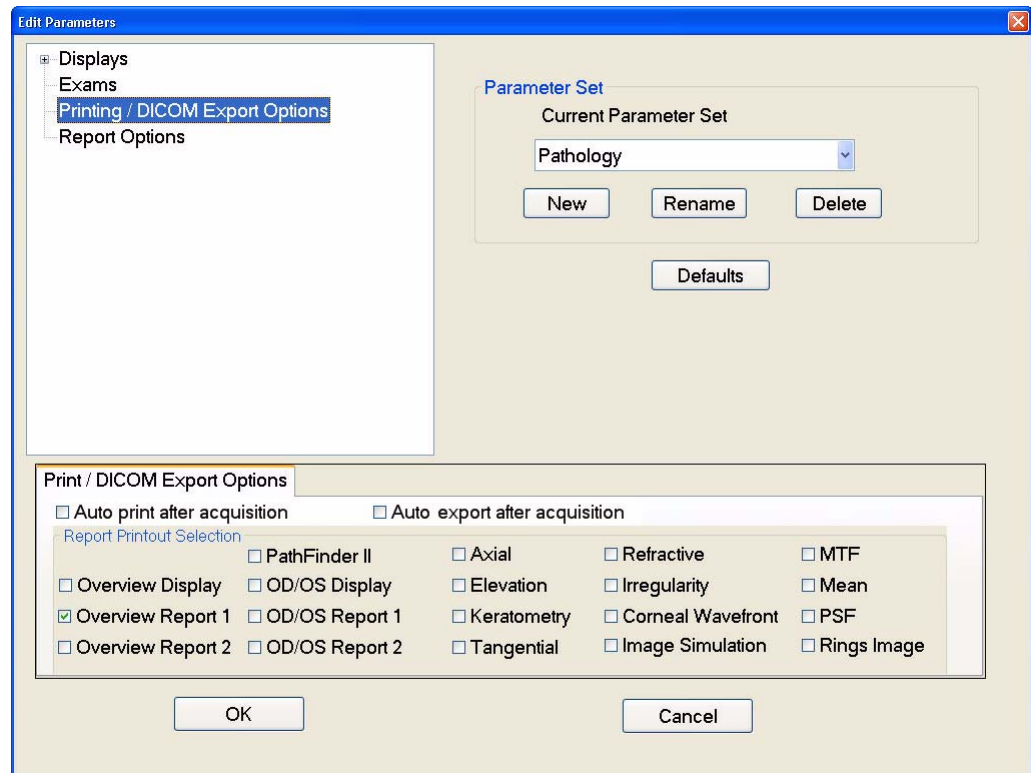 Edit Parameters
Displays
Exams
Printing / DICOM Export Options
Report Options
Parameter Set
Current Parameter Set
Pathology
New Rename Delete
Defaults
Print / DICOM Export Options
Auto print after acquisition Auto export after acquisition
Report Printout Selection
PathFinder II Axial Refractive MTF
Overview Display OD/OS Display Elevation Irregularity Mean
Overview Report 1 OD/OS Report 1 Keratometry Corneal Wavefront PSF
Overview Report 2 OD/OS Report 2 Tangential Image Simulation Rings Image
OK Cancel